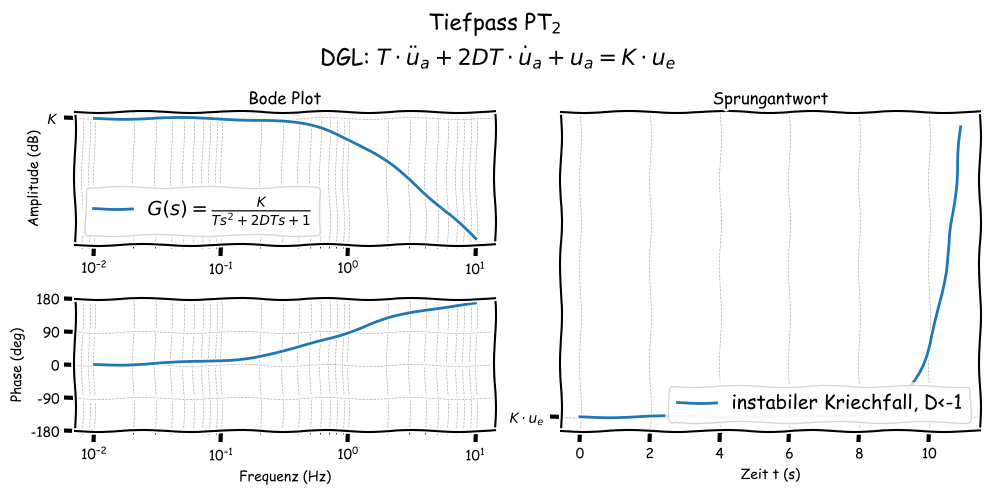 Tiefpass PT₂
DGL: T · üₐ + 2DT · u̇ₐ + uₐ = K · uₑ
Bode Plot
Amplitude (dB)
K
G(s) = K / (Ts² + 2DTs + 1)
10⁻² 10⁻¹ 10⁰ 10¹
Phase (deg)
180
90
0
-90
-180
10⁻² 10⁻¹ 10⁰ 10¹
Frequenz (Hz)
Sprungantwort
K · uₑ
instabiler Kriechfall, D<-1
0 2 4 6 8 10
Zeit t (s)